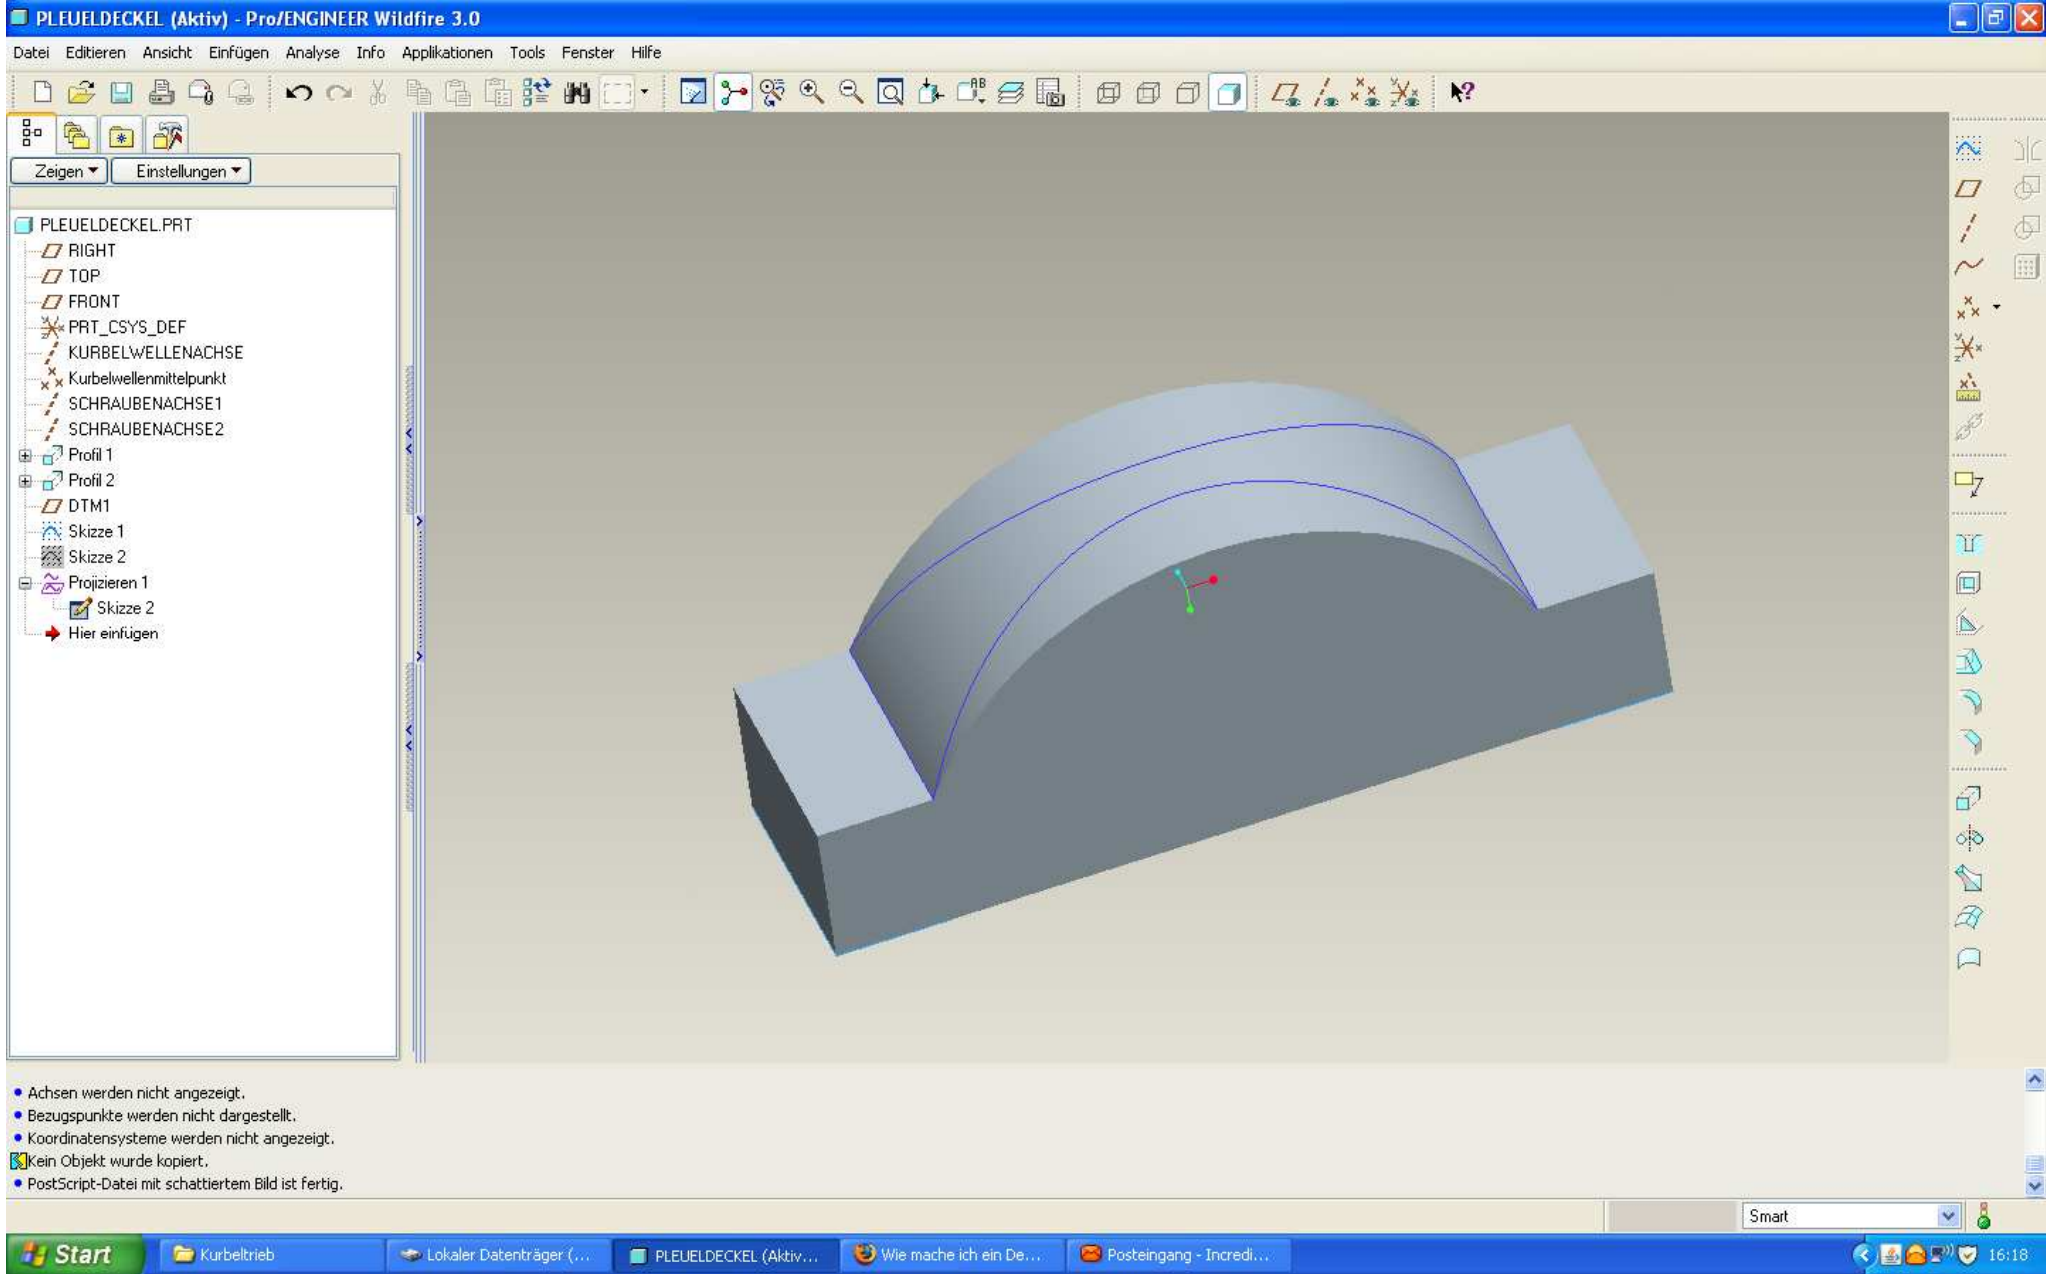 PLEUELDECKEL (Aktiv) - Pro/ENGINEER Wildfire 3.0
Datei Editieren Ansicht Einfügen Analyse Info Applikationen Tools Fenster Hilfe
Zeigen Einstellungen
PLEUELDECKEL.PRT
RIGHT
TOP
FRONT
PRT_CSYS_DEF
KURBELWELLENACHSE
Kurbelwellenmittelpunkt
SCHRAUBENACHSE1
SCHRAUBENACHSE2
Profil 1
Profil 2
DTM1
Skizze 1
Skizze 2
Projizieren 1
Skizze 2
Hier einfügen
Achsen werden nicht angezeigt.
Bezugspunkte werden nicht dargestellt.
Koordinatensysteme werden nicht angezeigt.
Kein Objekt wurde kopiert.
PostScript-Datei mit schattiertem Bild ist fertig.
Smart
Start Kurbeltrieb Lokaler Datenträger (... PLEUELDECKEL (Aktiv... Wie mache ich ein De... Posteingang - Incredi... 16:18